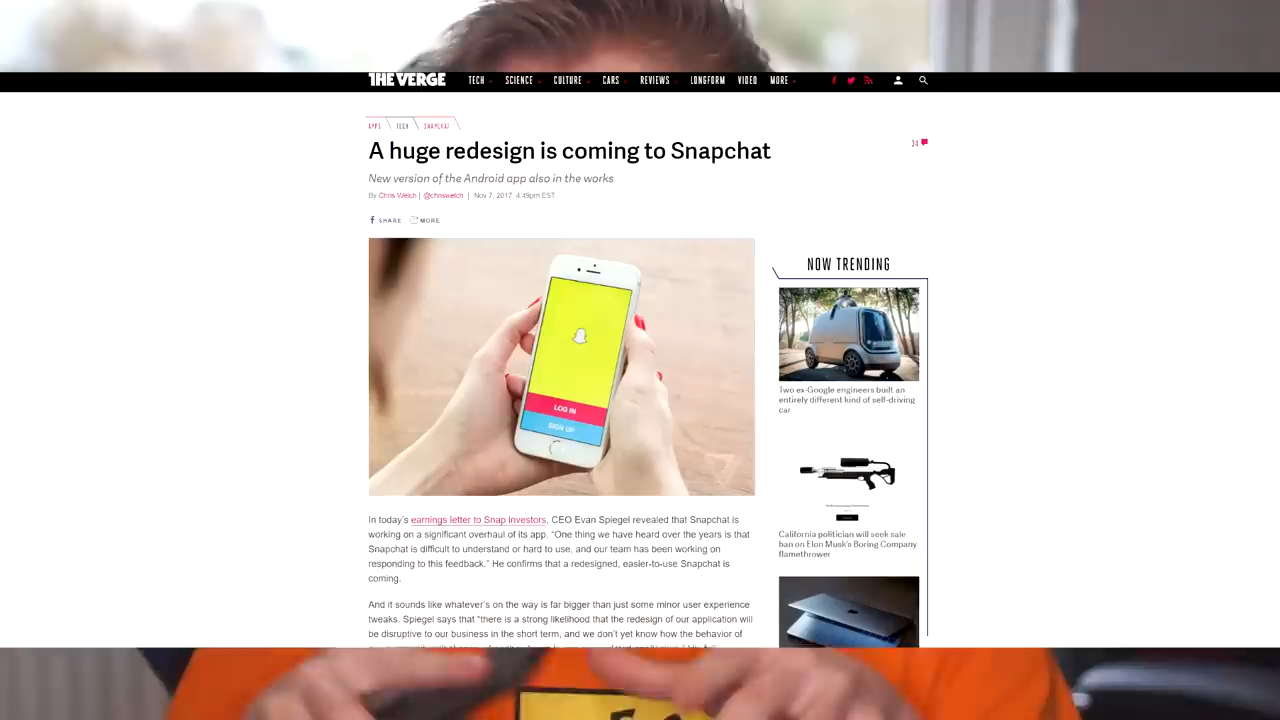 THE VERGE TECH SCIENCE CULTURE CARS REVIEWS LONGFORM VIDEO MORE
APPS TECH SNAPCHAT
A huge redesign is coming to Snapchat
34
New version of the Android app also in the works
By Chris Welch | @chriswelch | Nov 7, 2017 4:49pm EST
SHARE MORE
LOG IN
SIGN UP
In today's earnings letter to Snap investors, CEO Evan Spiegel revealed that Snapchat is
working on a significant overhaul of its app. “One thing we have heard over the years is that
Snapchat is difficult to understand or hard to use, and our team has been working on
responding to this feedback.” He confirms that a redesigned, easier-to-use Snapchat is
coming.
And it sounds like whatever's on the way is far bigger than just some minor user experience
tweaks. Spiegel says that “there is a strong likelihood that the redesign of our application will
be disruptive to our business in the short term, and we don't yet know how the behavior of
NOW TRENDING
Two ex-Google engineers built an
entirely different kind of self-driving
car
California politician will seek sale
ban on Elon Musk's Boring Company
flamethrower